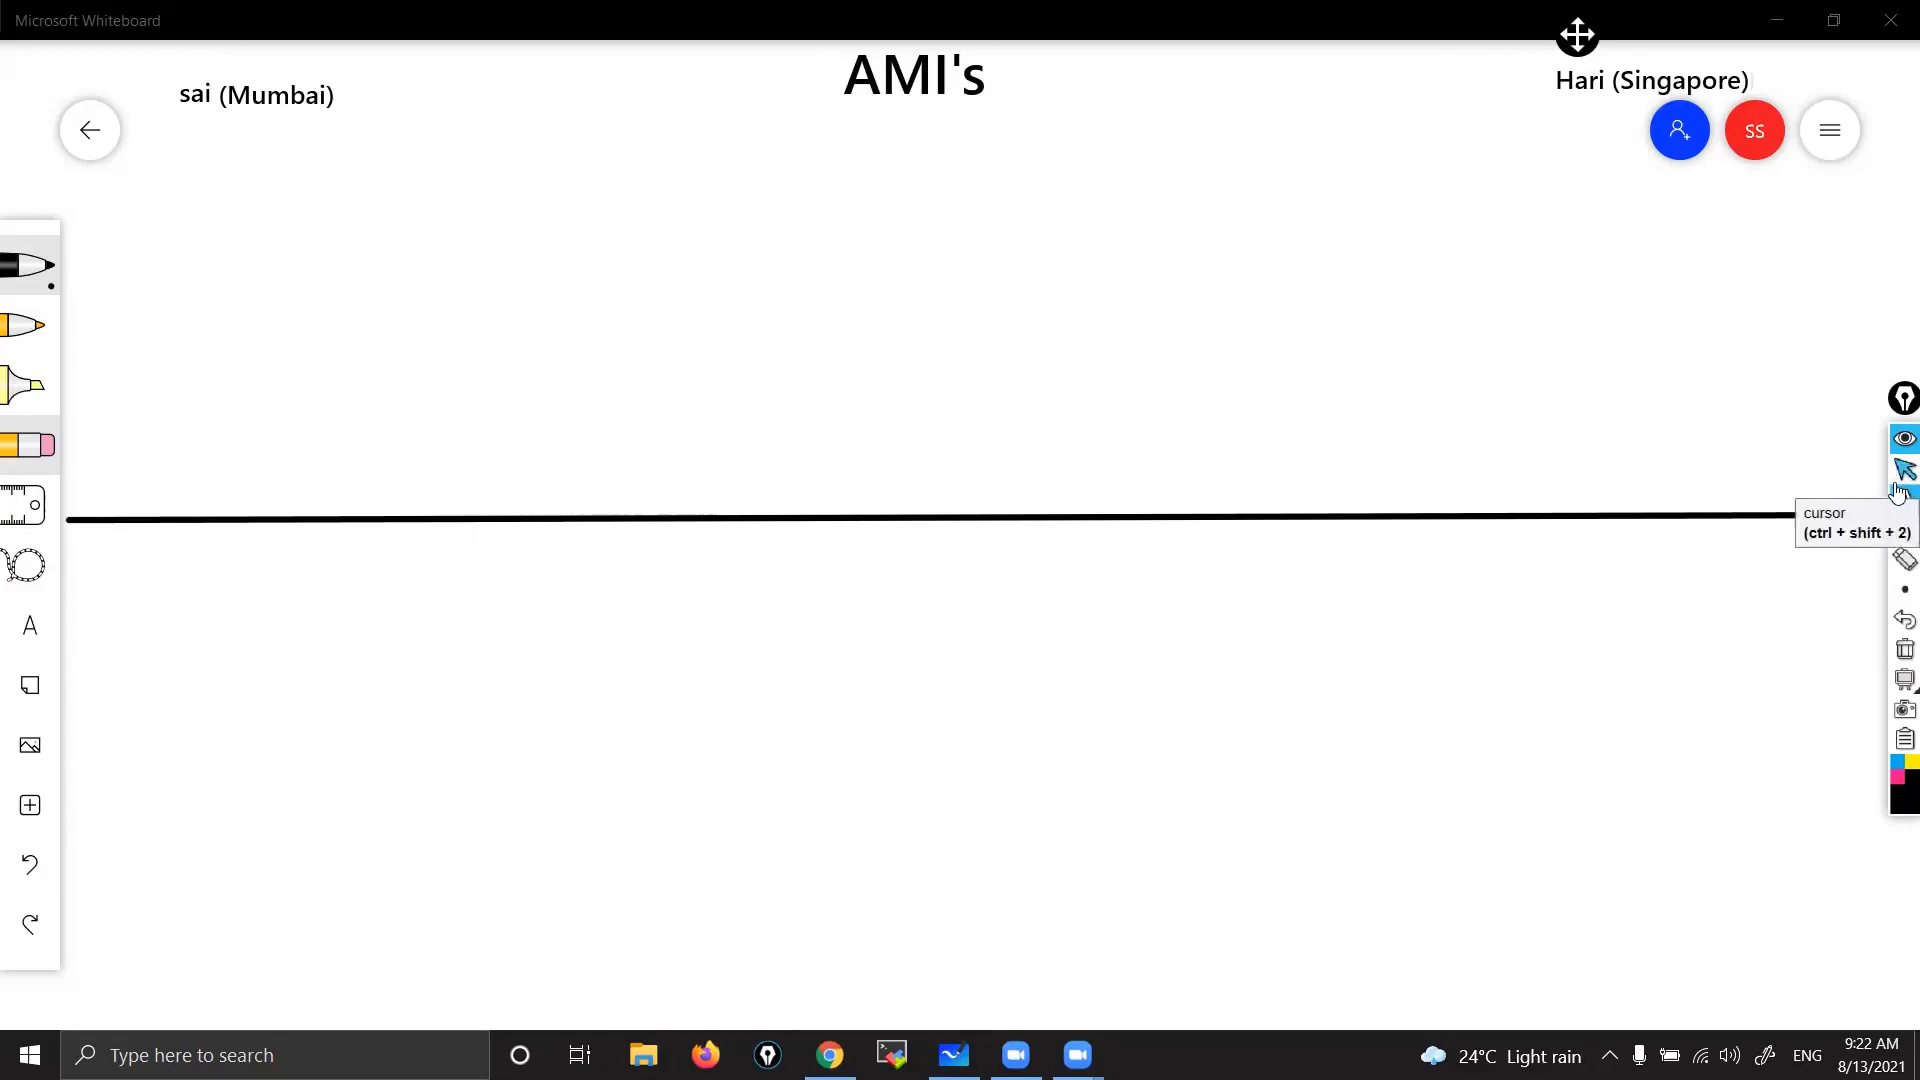 Microsoft Whiteboard
AMI's
sai (Mumbai)
Hari (Singapore)
SS
cursor
(ctrl + shift + 2)
A
Type here to search
24°C Light rain
ENG
9:22 AM
8/13/2021